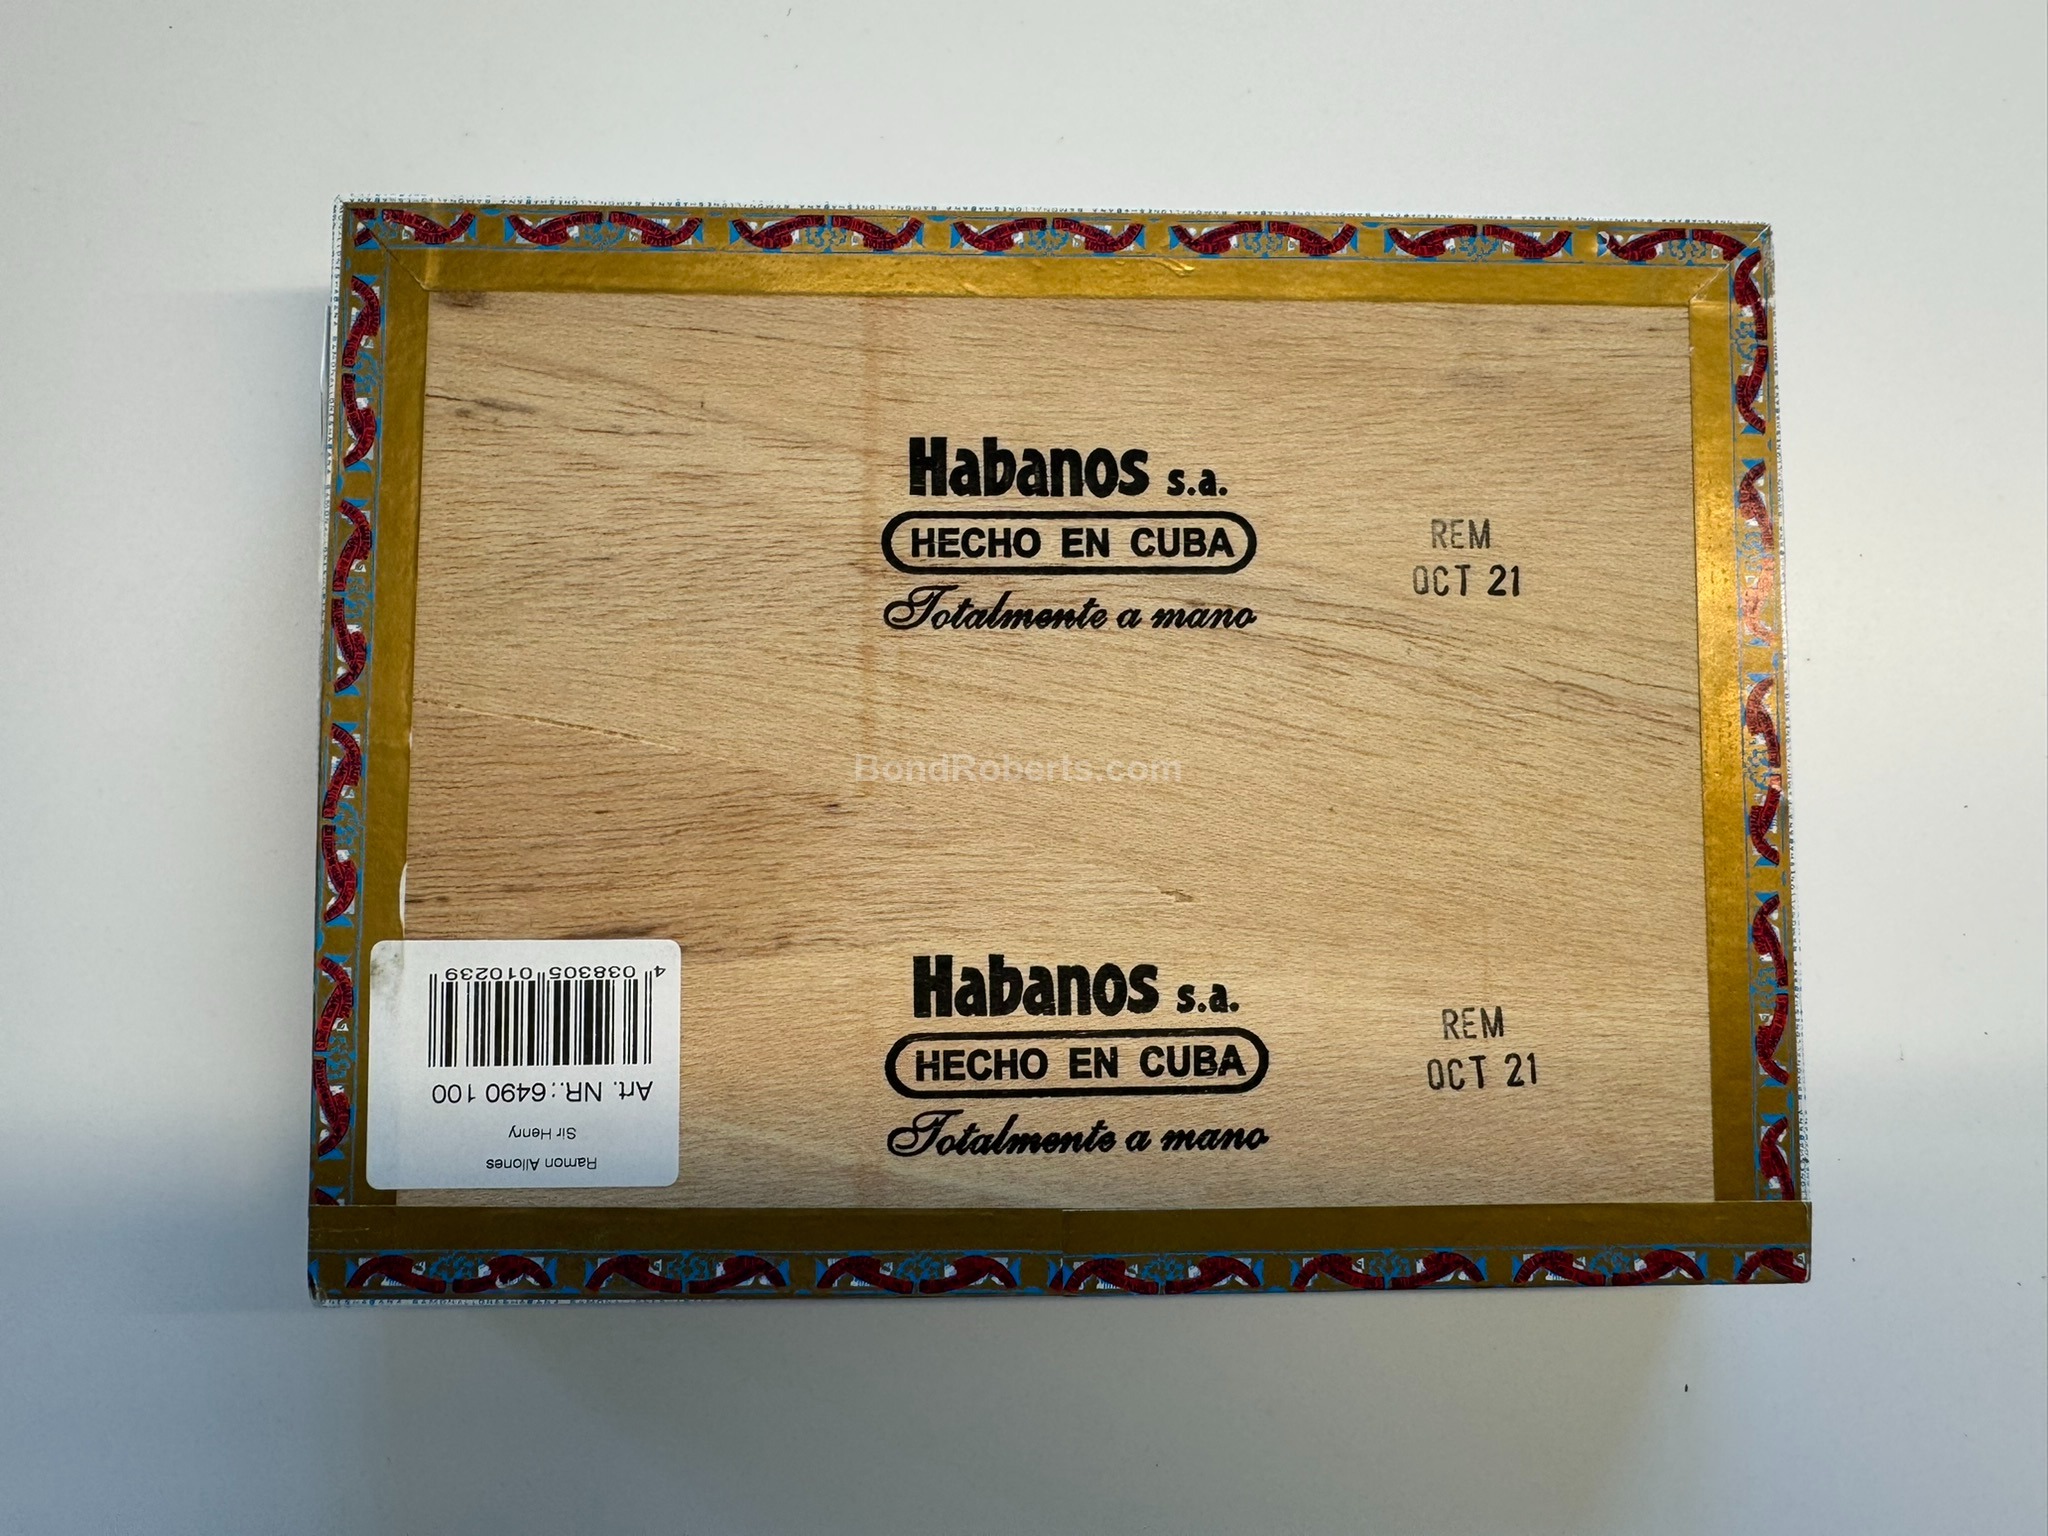 Habanos s.a.
HECHO EN CUBA
Totalmente a mano
REM
OCT 21
BondRoberts.com
Habanos s.a.
HECHO EN CUBA
Totalmente a mano
REM
OCT 21
Ramon Allones
Sir Henry
Art. NR.: 6490 100
4 038305 010239